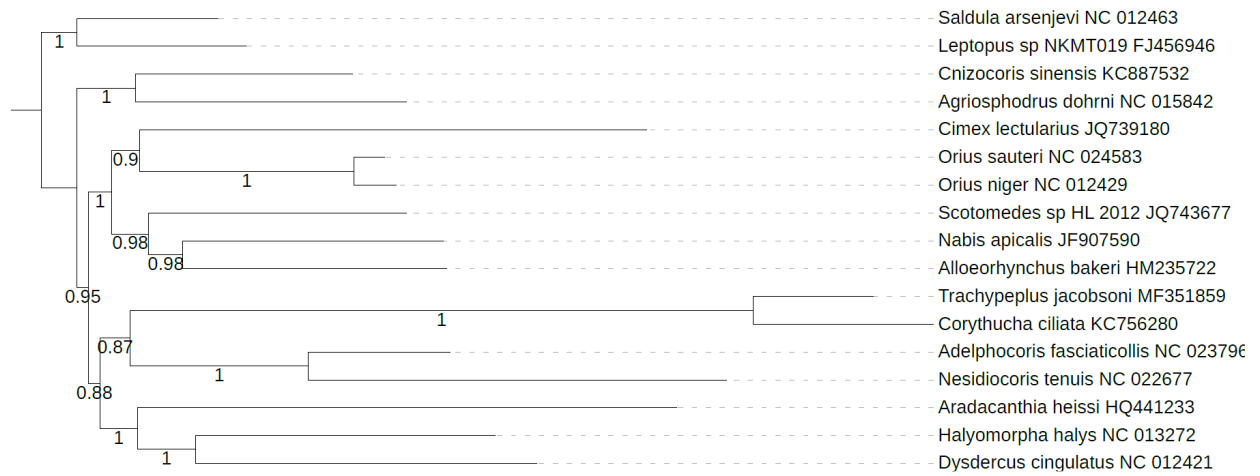 Saldula arsenjevi NC 012463
1
Leptopus sp NKMT019 FJ456946
Cnizocoris sinensis KC887532
1
Agriosphodrus dohrni NC 015842
Cimex lectularius JQ739180
0.9
Orius sauteri NC 024583
1
Orius niger NC 012429
1
Scotomedes sp HL 2012 JQ743677
0.98
Nabis apicalis JF907590
0.98
Alloeorhynchus bakeri HM235722
0.95
Trachypeplus jacobsoni MF351859
1
Corythucha ciliata KC756280
0.87
Adelphocoris fasciaticollis NC 023796
1
Nesidiocoris tenuis NC 022677
0.88
Aradacanthia heissi HQ441233
1
Halyomorpha halys NC 013272
1
Dysdercus cingulatus NC 012421